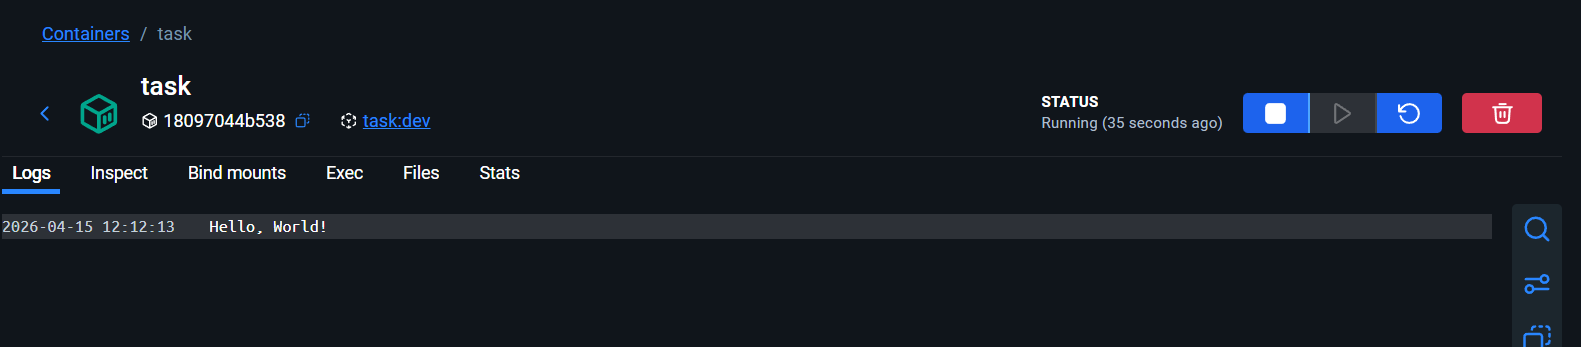 Containers / task
task
18097044b538 task:dev
STATUS
Running (35 seconds ago)
Logs Inspect Bind mounts Exec Files Stats
2026-04-15 12:12:13 Hello, World!